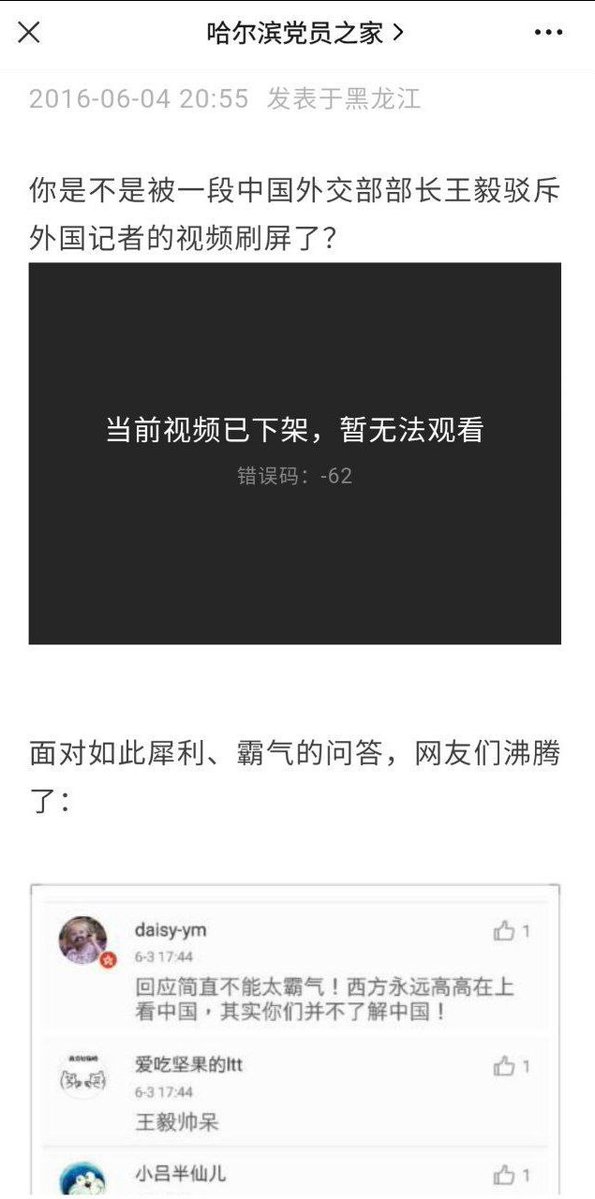 哈尔滨党员之家
2016-06-04 20:55 发表于黑龙江
你是不是被一段中国外交部部长王毅驳斥
外国记者的视频刷屏了？
当前视频已下架，暂无法观看
错误码：-62
面对如此犀利、霸气的问答，网友们沸腾
了：
daisy-ym
1
6-3 17:44
回应简直不能太霸气！西方永远高高在上
看中国，其实你们并不了解中国！
爱吃坚果的ltt
1
6-3 17:44
王毅帅呆
小吕半仙儿
1